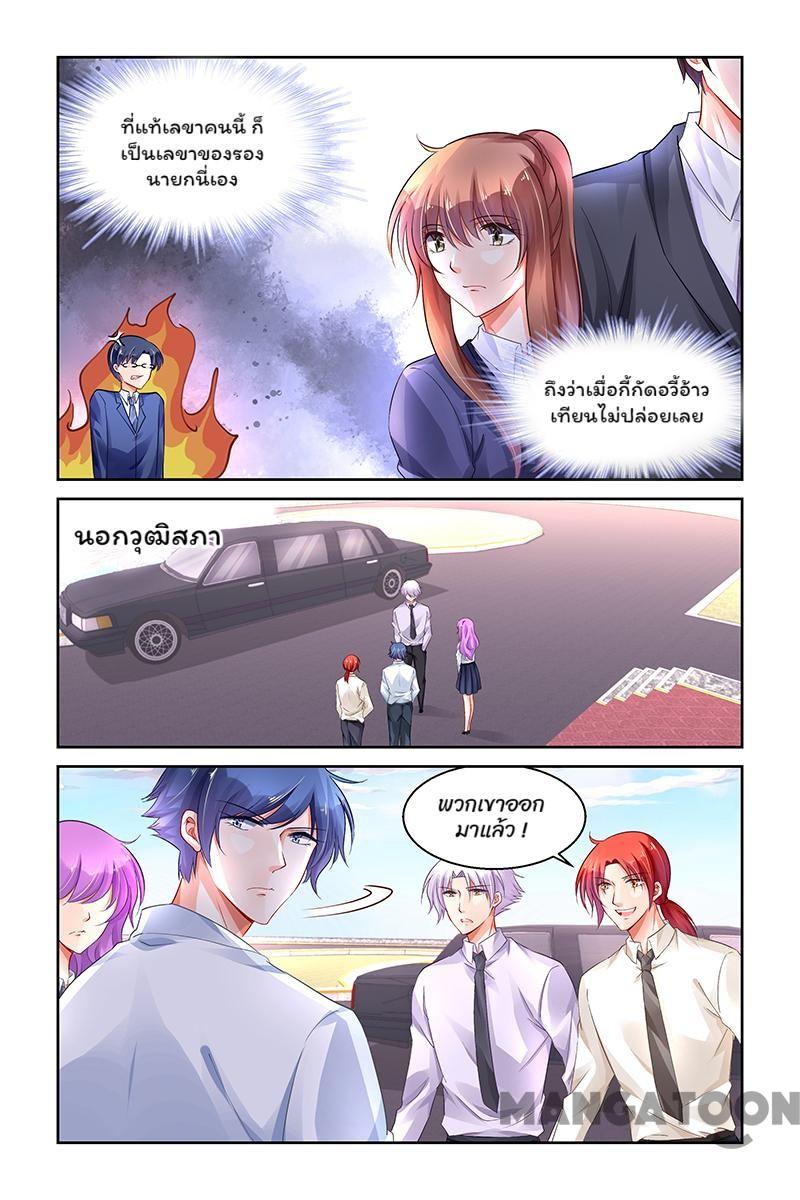 ที่แท้เลขาคนนี้ ก็
เป็นเลขาของรอง
นายกนี่เอง
ถึงว่าเมื่อกี้กัดอวี้อ้าว
เทียนไม่ปล่อยเลย
นอกวุฒิสภา
พวกเขาออก
มาแล้ว !
MANGATOON